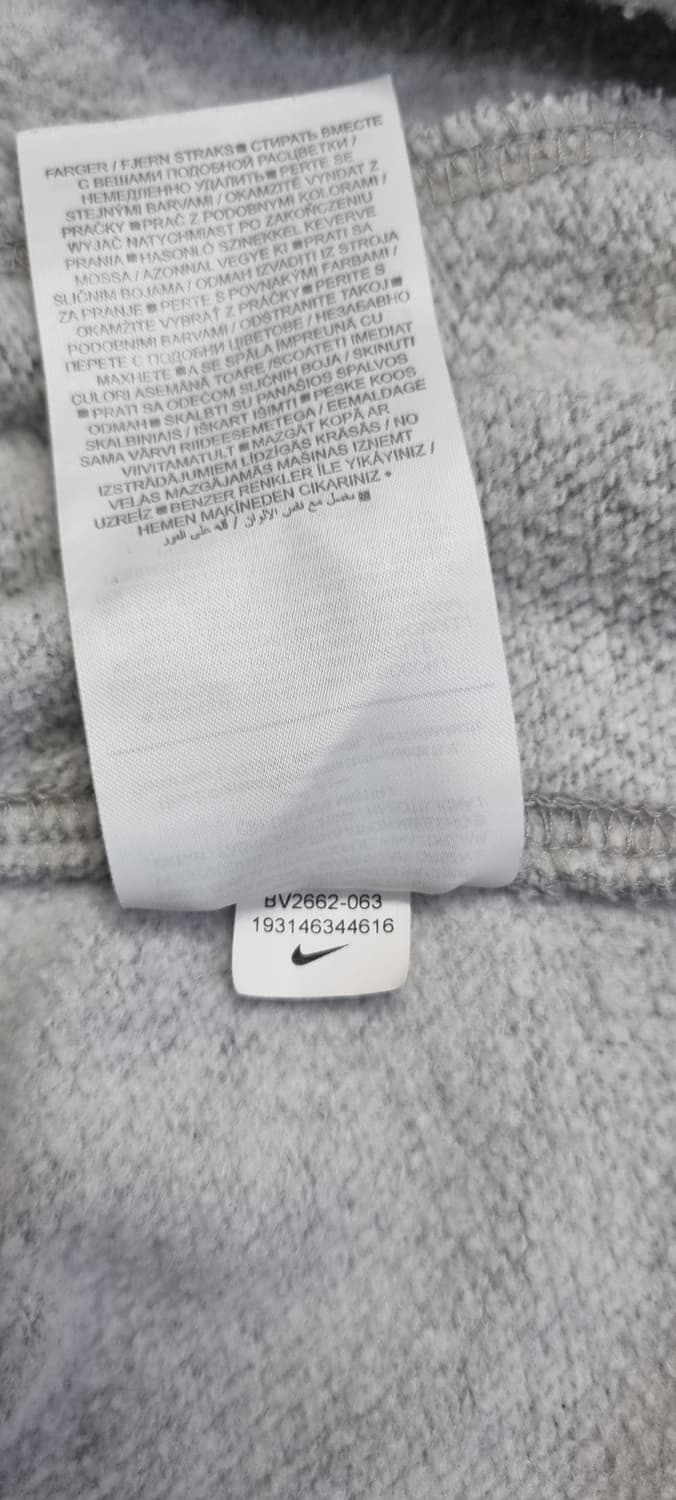 FARGER / FJERN STRAKS■ СТИРАТЬ ВМЕСТЕ
С ВЕЩАМИ ПОДОБНОЙ РАСЦВЕТКИ /
НЕМЕДЛЕННО УДАЛИТЬ■ PERTE SE
STEJNÝMI BARVAMI / OKAMŽITĚ VYNDAT Z
PRAČKY ■PRAĆ Z PODOBNYMI KOLORAMI /
WYJĄĆ NATYCHMIAST PO ZAKOŃCZENIU
PRANIA ■HASONLÓ SZINEKKEL KEVERVE
MOSSA / AZONNAL VEGYE KI ■PRATI SA
SLIČNIM BOJAMA / ODMAH IZVADITI IZ STROJA
ZA PRANJE ■PERTE S POVNAKÝMI FARBAMI /
OKAMŽITE VYBRAŤ Z PRÁČKY ■PERITE S
PODOBNIMI BARVAMI / ODSTRANITE TAKOJ■
ПЕРЕТЕ С ПОДОБНИ ЦВЕТОВЕ / НЕЗАБАВНО
МАХНЕТЕ ■A SE SPĂLA ÎMPREUNĂ CU
CULORI ASEMĂNĂ TOARE /SCOATEȚI IMEDIAT
■PRATI SA ODEĆOM SLIČNIH BOJA / SKINUTI
ODMAH■ SKALBTI SU PANAŠIOS SPALVOS
SKALBINIAIS / IŠKART IŠIMTI ■PESKE KOOS
SAMA VÄRVI RIIDEESEMETEGA / EEMALDAGE
VIIVITAMATULT ■MAZGĀT KOPĀ AR
IZSTRĀDĀJUMIEM LĪDZĪGĀS KRĀSĀS / NO
VEĻAS MAZGĀJAMĀS MAŠĪNAS IZŅEMT
UZREIZ ■BENZER RENKLER İLE YIKAYINIZ /
HEMEN MAKİNEDEN ÇIKARINIZ ■
BV2662-063
193146344616